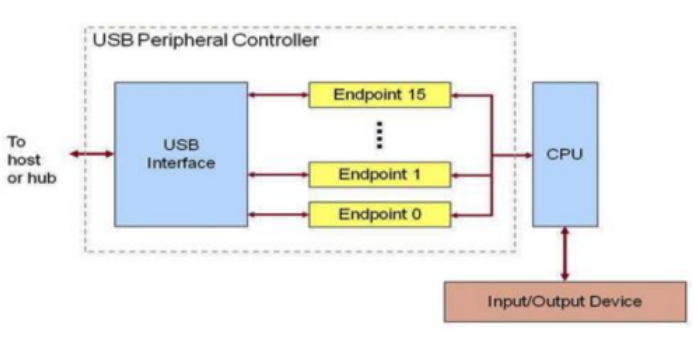 USB Peripheral Controller
Endpoint 15
To
host
or hub
USB
Interface
CPU
Endpoint 1
Endpoint 0
Input/Output Device